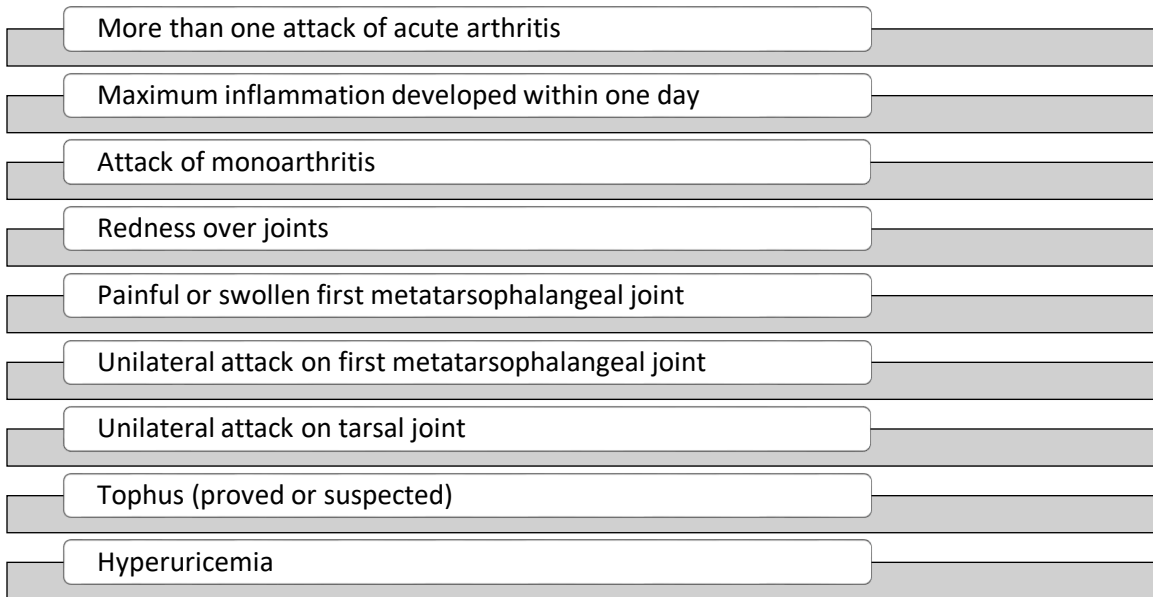 More than one attack of acute arthritis
Maximum inflammation developed within one day
Attack of monoarthritis
Redness over joints
Painful or swollen first metatarsophalangeal joint
Unilateral attack on first metatarsophalangeal joint
Unilateral attack on tarsal joint
Tophus (proved or suspected)
Hyperuricemia